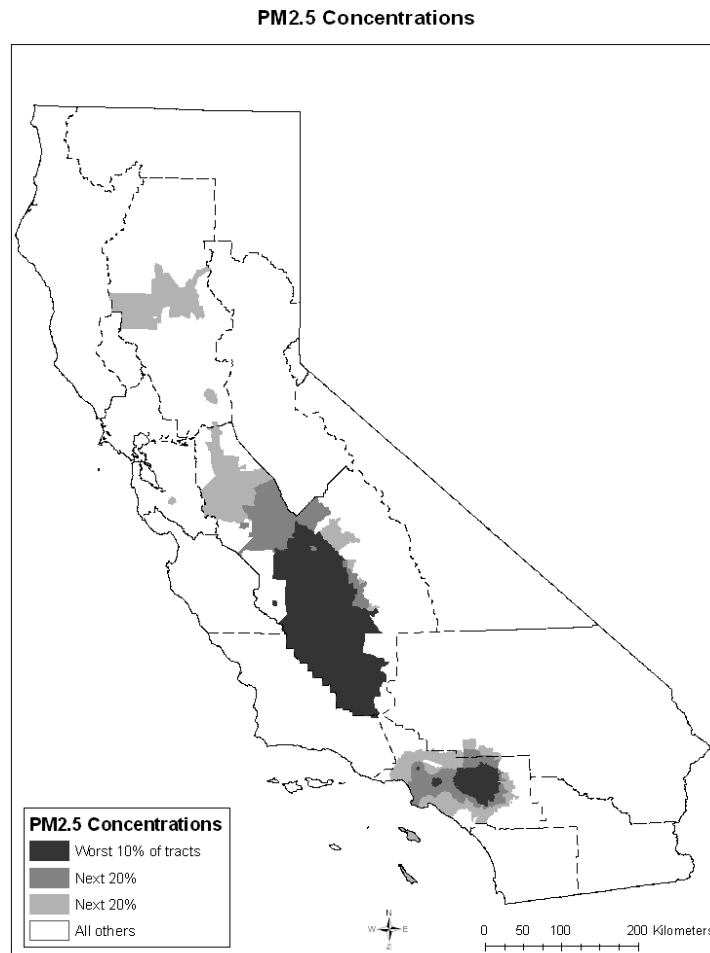 PM2.5 Concentrations
PM2.5 Concentrations
Worst 10% of tracts
Next 20%
Next 20%
All others
N
W E
S
0 50 100 200 Kilometers